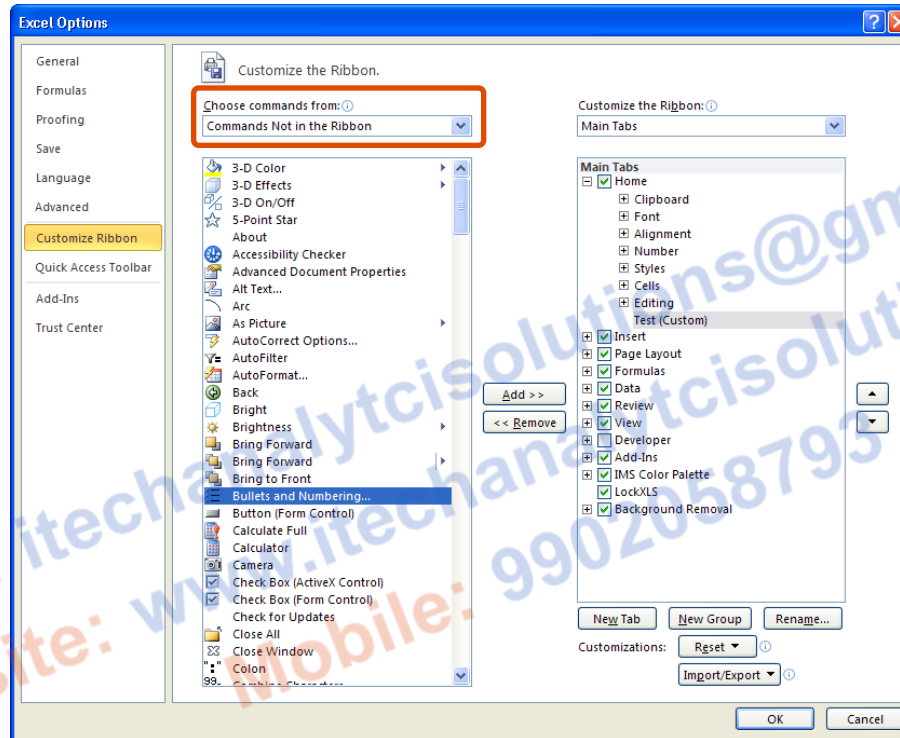 Excel Options
General
Formulas
Proofing
Save
Language
Advanced
Customize Ribbon
Quick Access Toolbar
Add-Ins
Trust Center
Customize the Ribbon.
Choose commands from:
Commands Not in the Ribbon
3-D Color
3-D Effects
3-D On/Off
5-Point Star
About
Accessibility Checker
Advanced Document Properties
Alt Text...
Arc
As Picture
AutoCorrect Options...
AutoFilter
AutoFormat...
Back
Bright
Brightness
Bring Forward
Bring Forward
Bring to Front
Bullets and Numbering...
Button (Form Control)
Calculate Full
Calculator
Camera
Check Box (ActiveX Control)
Check Box (Form Control)
Check for Updates
Close All
Close Window
Colon
Add >>
<< Remove
Customize the Ribbon:
Main Tabs
Main Tabs
Home
Clipboard
Font
Alignment
Number
Styles
Cells
Editing
Test (Custom)
Insert
Page Layout
Formulas
Data
Review
View
Developer
Add-Ins
IMS Color Palette
LockXLS
Background Removal
New Tab
New Group
Rename...
Customizations:
Reset
Import/Export
OK
Cancel
itechanalytcisolutions@gm
site: www.itechanalytcisoluti
Mobile: 9902058793